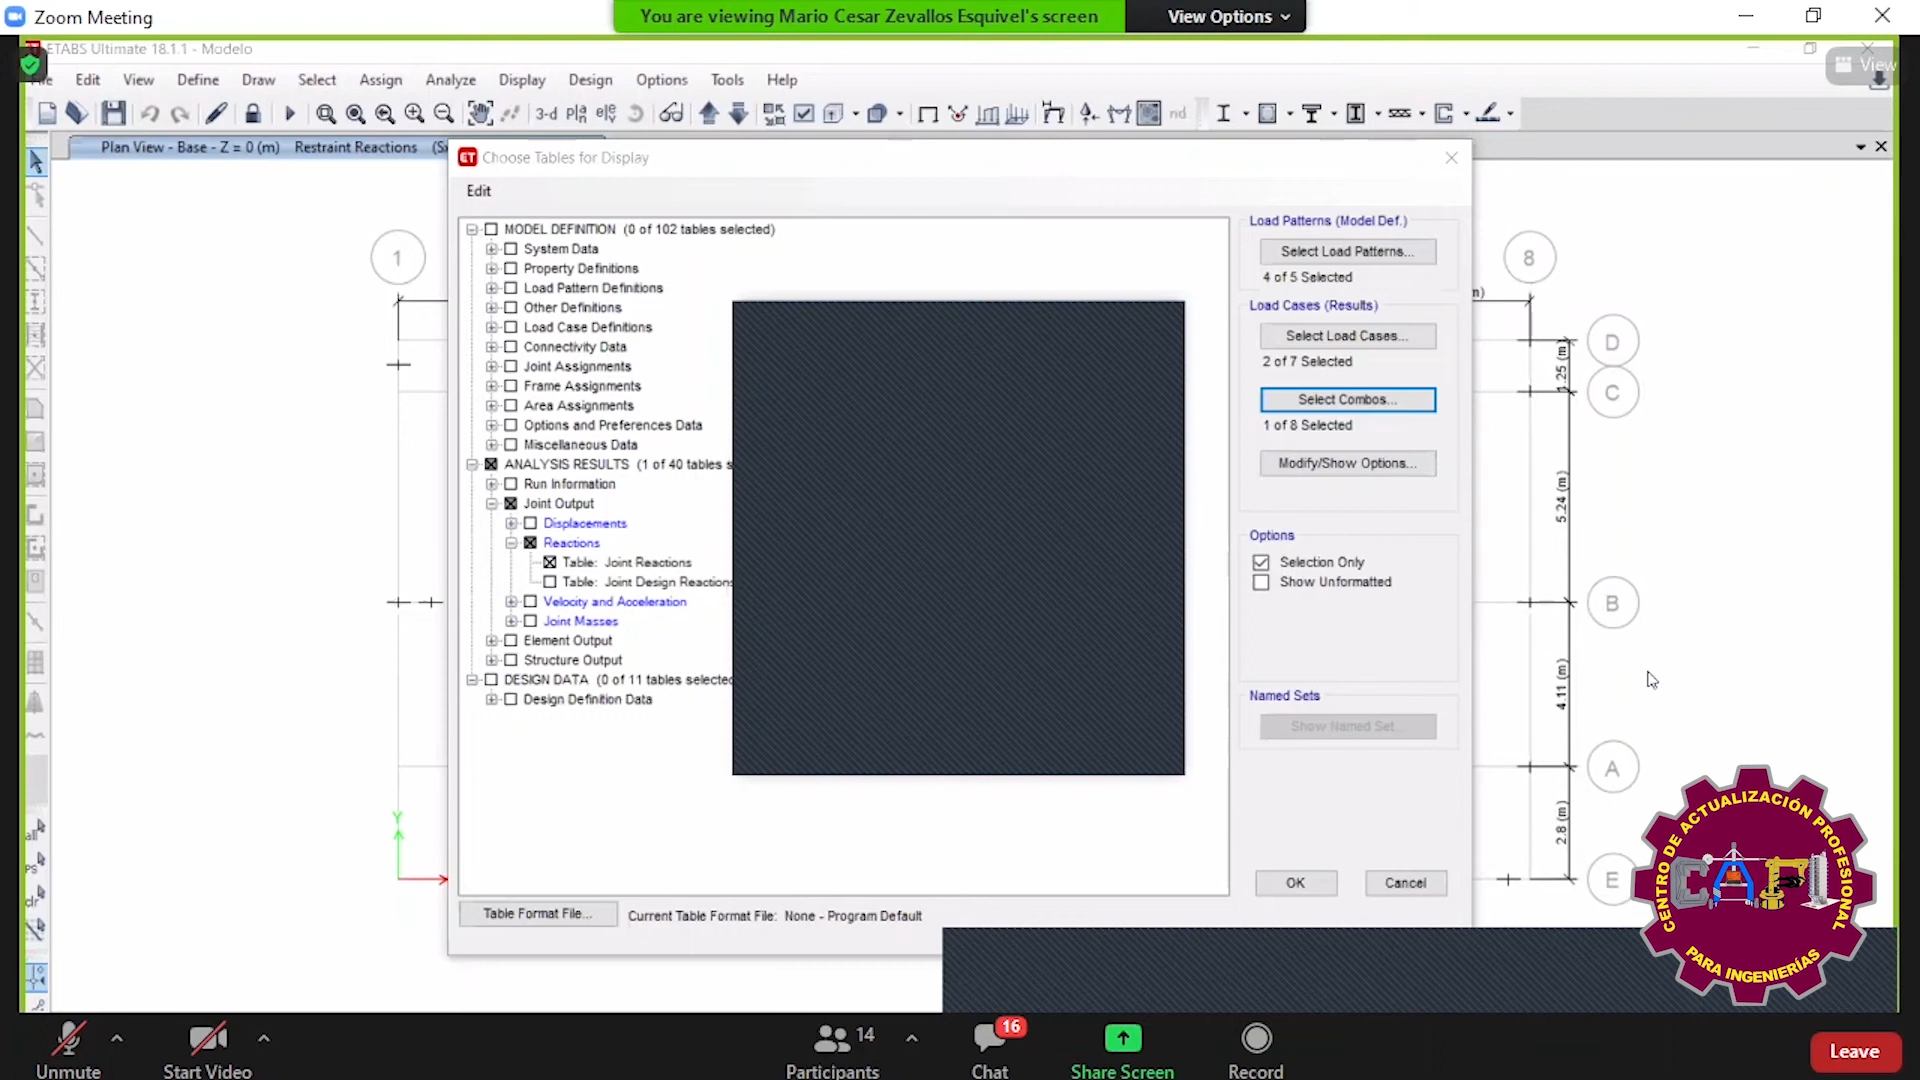 Zoom Meeting
You are viewing Mario Cesar Zevallos Esquivel's screen
View Options
ETABS Ultimate 18.1.1 - Modelo
View
Edit View Define Draw Select Assign Analyze Display Design Options Tools Help
3-d
nd
Plan View - Base - Z = 0 (m) Restraint Reactions
Choose Tables for Display
Edit
MODEL DEFINITION (0 of 102 tables selected)
System Data
Property Definitions
Load Pattern Definitions
Other Definitions
Load Case Definitions
Connectivity Data
Joint Assignments
Frame Assignments
Area Assignments
Options and Preferences Data
Miscellaneous Data
ANALYSIS RESULTS (1 of 40 tables s
Run Information
Joint Output
Displacements
Reactions
Table: Joint Reactions
Table: Joint Design Reactions
Velocity and Acceleration
Joint Masses
Element Output
Structure Output
DESIGN DATA (0 of 11 tables selected
Design Definition Data
Load Patterns (Model Def.)
Select Load Patterns...
4 of 5 Selected
Load Cases (Results)
Select Load Cases...
2 of 7 Selected
Select Combos...
1 of 8 Selected
Modify/Show Options...
Options
Selection Only
Show Unformatted
Named Sets
Show Named Set...
OK
Cancel
Table Format File...
Current Table Format File: None - Program Default
1
8
D
C
B
A
E
1.25 (m)
5.24 (m)
4.11 (m)
2.8 (m)
Y
CENTRO DE ACTUALIZACIÓN PROFESIONAL
PARA INGENIERÍAS
Unmute
Start Video
14
Participants
16
Chat
Share Screen
Record
Leave